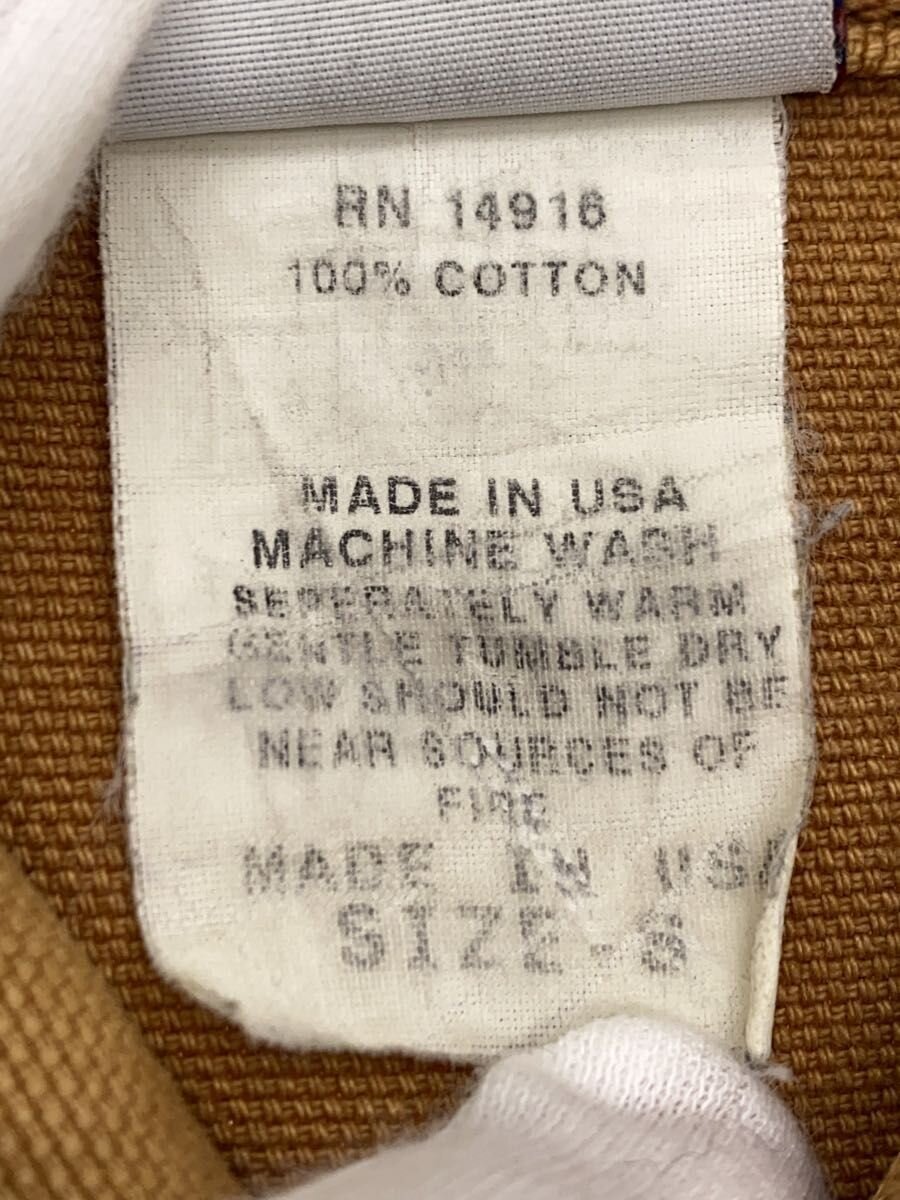 RN 14916
100% COTTON
MADE IN USA
MACHINE WASH
SEPERATELY WARM
GENTLE TUMBLE DRY
LOW SHOULD NOT BE
NEAR SOURCES OF
FIRE
MADE IN USA
SIZE-S